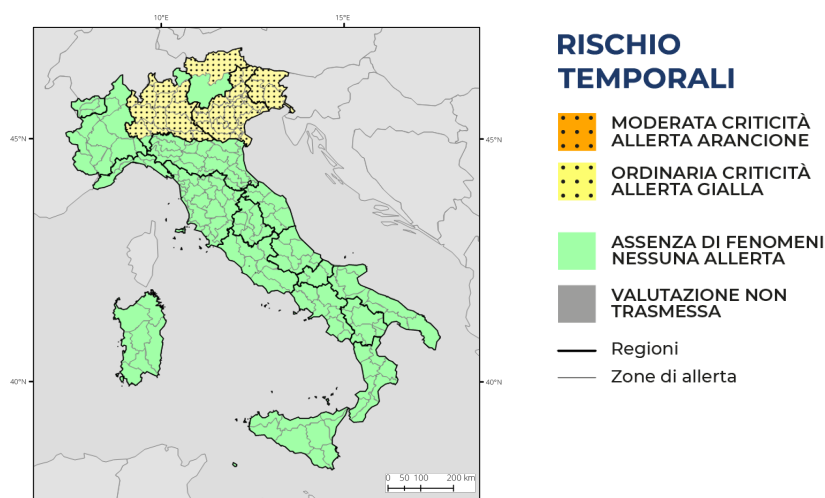 10°E
15°E
45°N
45°N
40°N
40°N
0 50 100 200 km
RISCHIO
TEMPORALI
MODERATA CRITICITÀ
ALLERTA ARANCIONE
ORDINARIA CRITICITÀ
ALLERTA GIALLA
ASSENZA DI FENOMENI
NESSUNA ALLERTA
VALUTAZIONE NON
TRASMESSA
Regioni
Zone di allerta